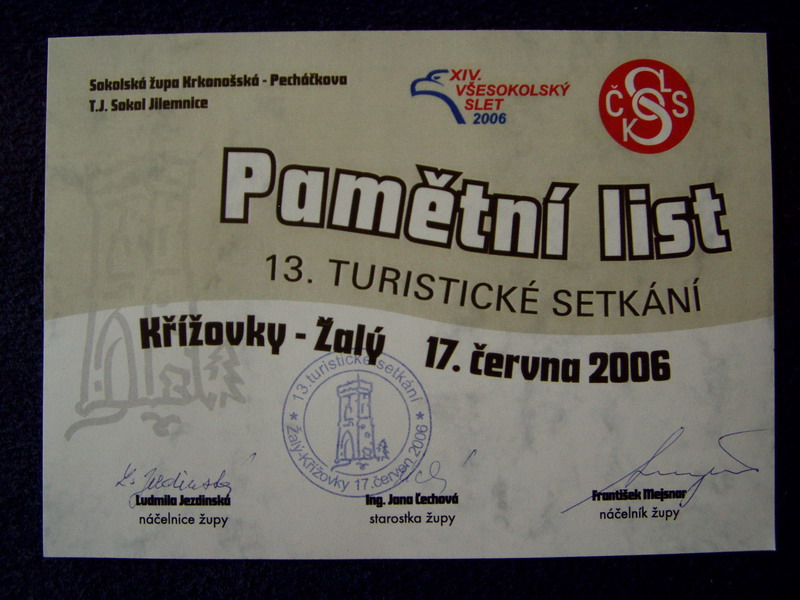 Sokolská župa Krkonošská - Pecháčkova
T.J. Sokol Jilemnice
XIV.
VŠESOKOLSKÝ
SLET
2006
ČSLKOS
Pamětní list
13. TURISTICKÉ SETKÁNÍ
Křížovky - Žalý 17. června 2006
13. turistické setkání
Žalý-Křížovky 17. červen 2006
Ludmila Jezdinská
náčelnice župy
Ing. Jana Čechová
starostka župy
František Mejsnar
náčelník župy